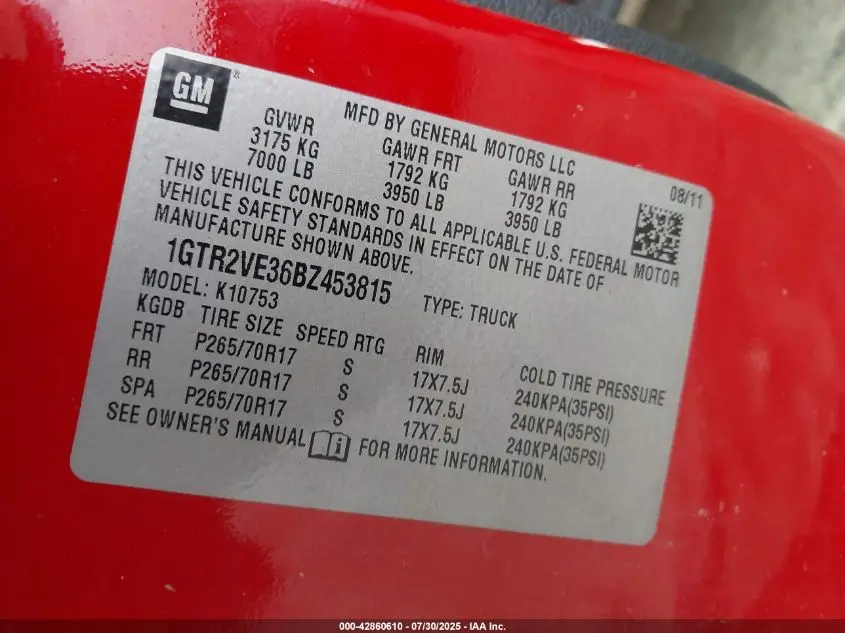 GM
MFD BY GENERAL MOTORS LLC 08/11
GVWR GAWR FRT GAWR RR
3175 KG 1792 KG 1792 KG
7000 LB 3950 LB 3950 LB
THIS VEHICLE CONFORMS TO ALL APPLICABLE U.S. FEDERAL MOTOR
VEHICLE SAFETY STANDARDS IN EFFECT ON THE DATE OF
MANUFACTURE SHOWN ABOVE.
1GTR2VE36BZ453815 TYPE: TRUCK
MODEL: K10753
KGDB TIRE SIZE SPEED RTG RIM COLD TIRE PRESSURE
FRT P265/70R17 S 17X7.5J 240KPA(35PSI)
RR P265/70R17 S 17X7.5J 240KPA(35PSI)
SPA P265/70R17 S 17X7.5J 240KPA(35PSI)
SEE OWNER'S MANUAL FOR MORE INFORMATION.
000-42860610 - 07/30/2025 - IAA Inc.